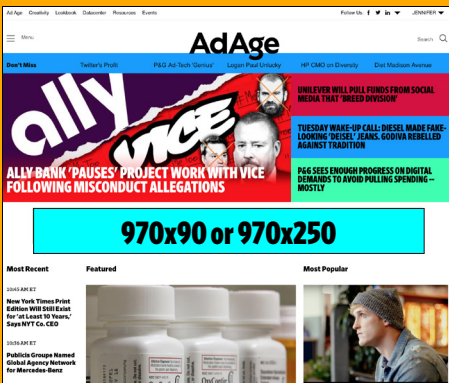 Ad Age Creativity Lookbook Datacenter Resources Events Follow Us: JENNIFER
Menu
AdAge
Search
Don't Miss Twitter's Profit P&G Ad-Tech 'Genius' Logan Paul Unlucky HP CMO on Diversity Diet Madison Avenue
ally
VICE
ALLY BANK 'PAUSES' PROJECT WORK WITH VICE
FOLLOWING MISCONDUCT ALLEGATIONS
UNILEVER WILL PULL FUNDS FROM SOCIAL
MEDIA THAT 'BREED DIVISION'
TUESDAY WAKE-UP CALL: DIESEL MADE FAKE-
LOOKING 'DEISEL' JEANS. GODIVA REBELLED
AGAINST TRADITION
P&G SEES ENOUGH PROGRESS ON DIGITAL
DEMANDS TO AVOID PULLING SPENDING --
MOSTLY
970x90 or 970x250
Most Recent Featured Most Popular
10:45 AM ET
New York Times Print
Edition Will Still Exist
for 'at Least 10 Years,'
Says NYT Co. CEO
10:36 AM ET
Publicis Groupe Named
Global Agency Network
for Mercedes-Benz
OxyContin